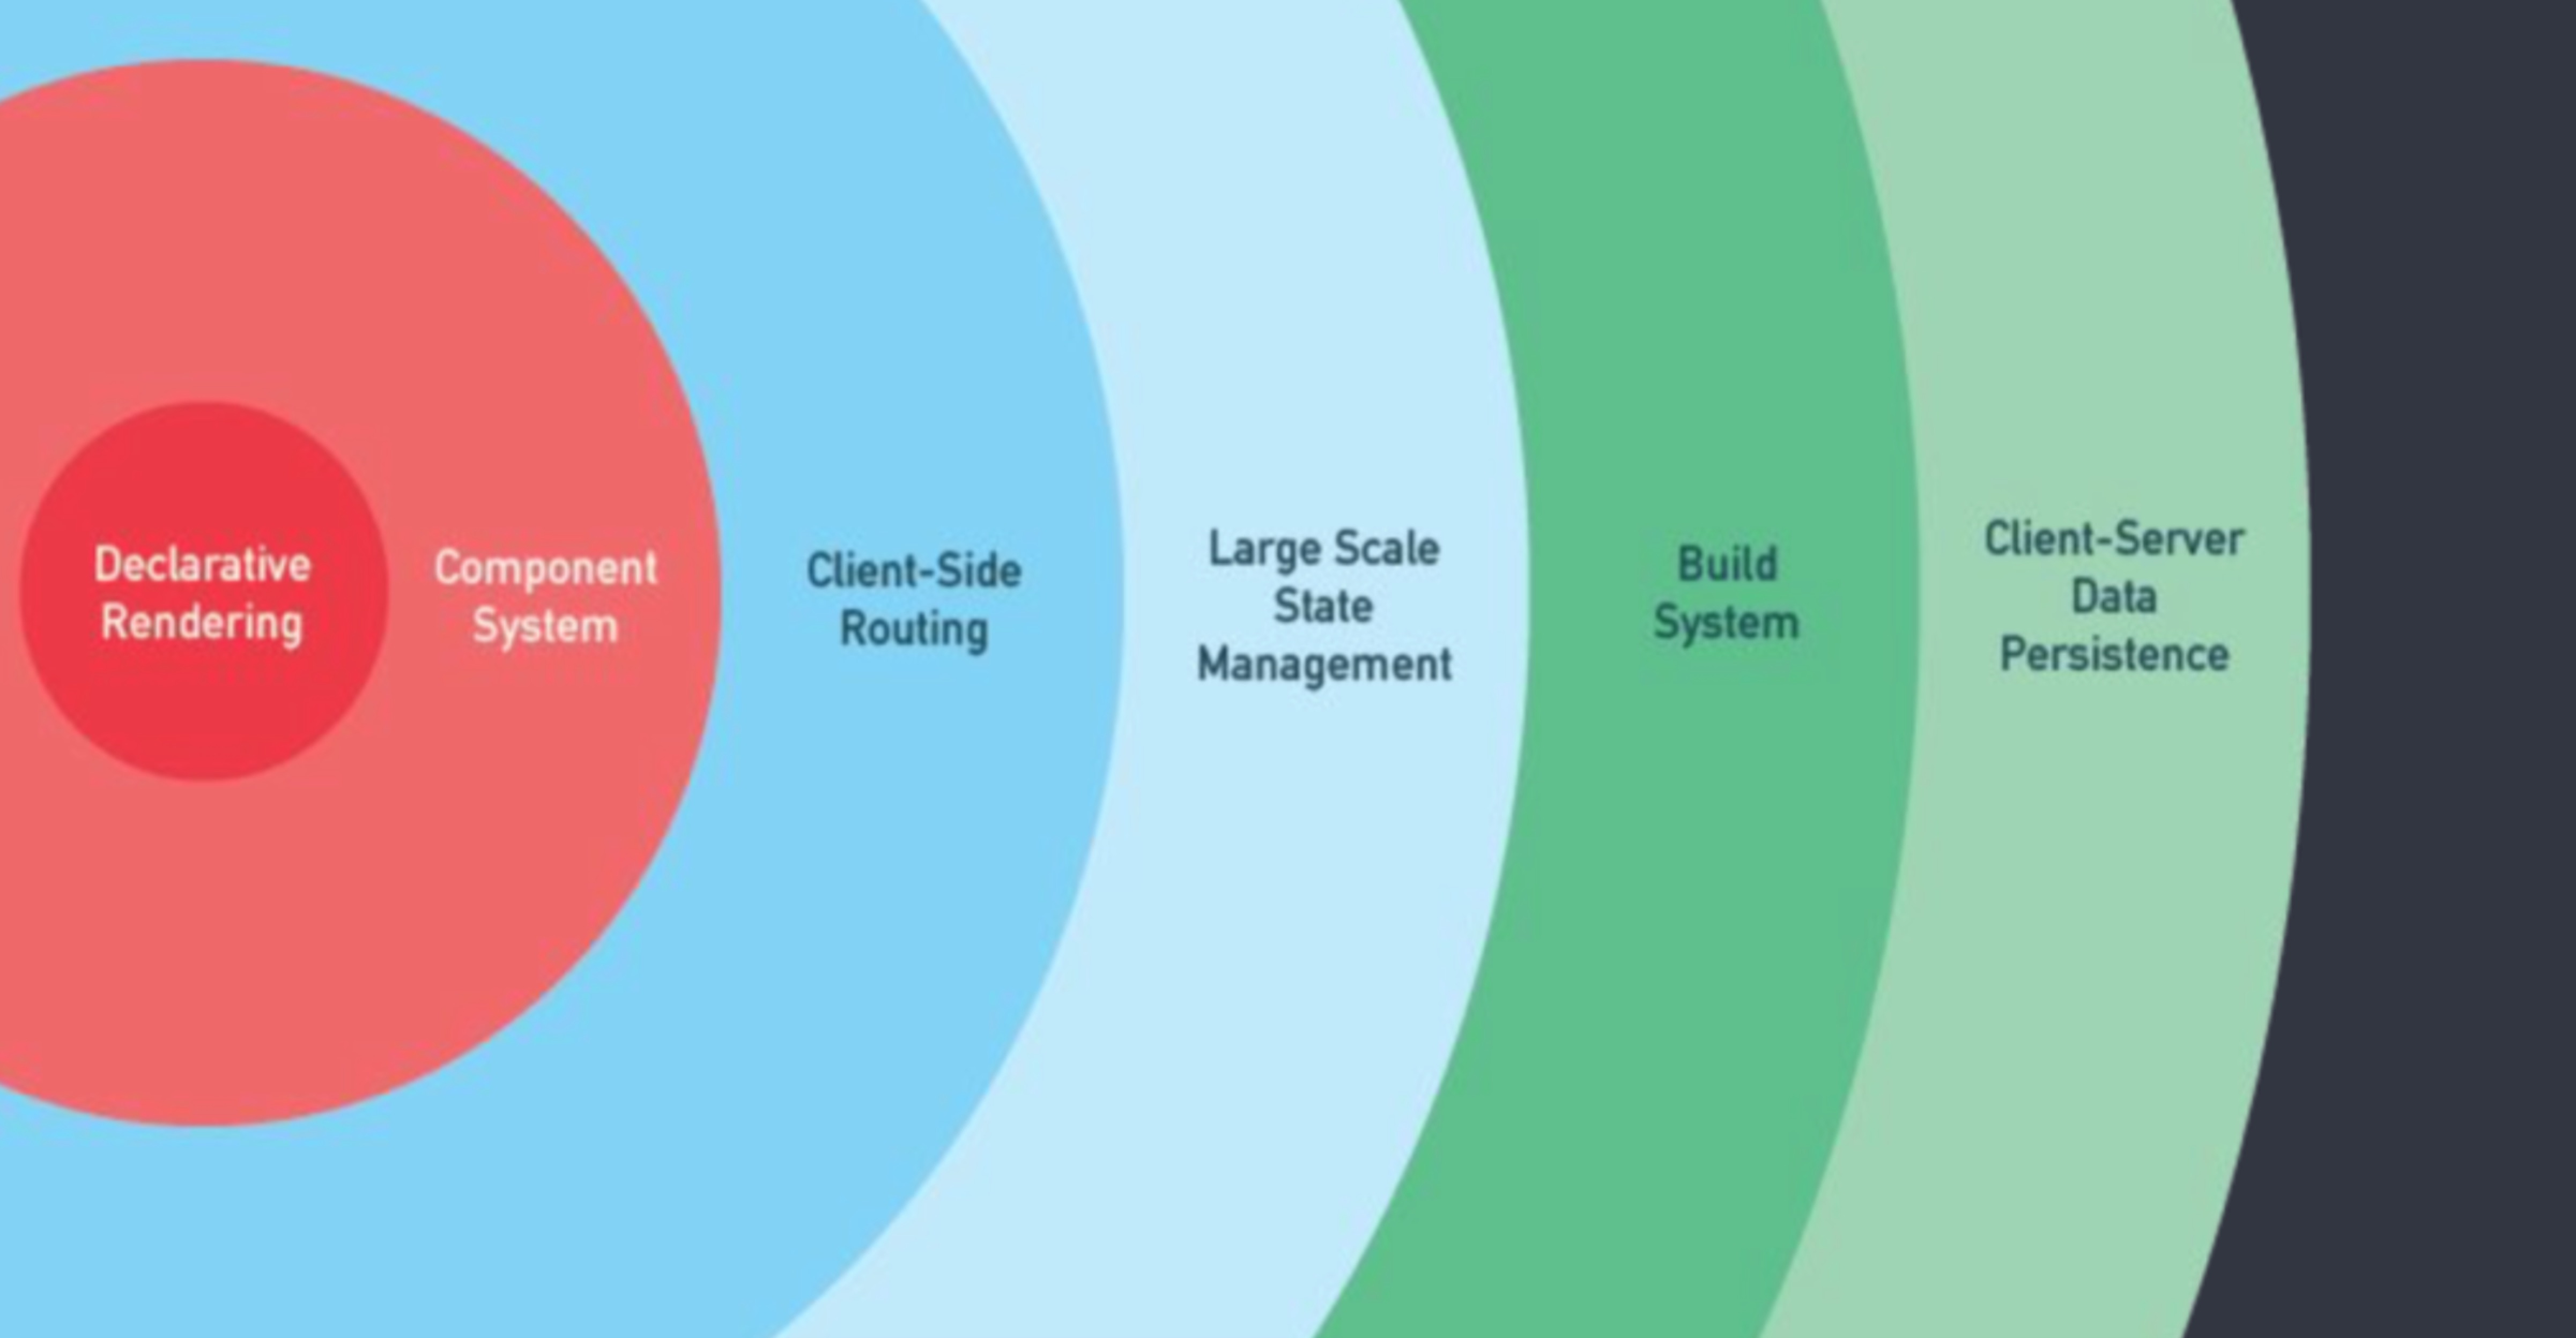 Declarative
Rendering
Component
System
Client-Side
Routing
Large Scale
State
Management
Build
System
Client-Server
Data
Persistence